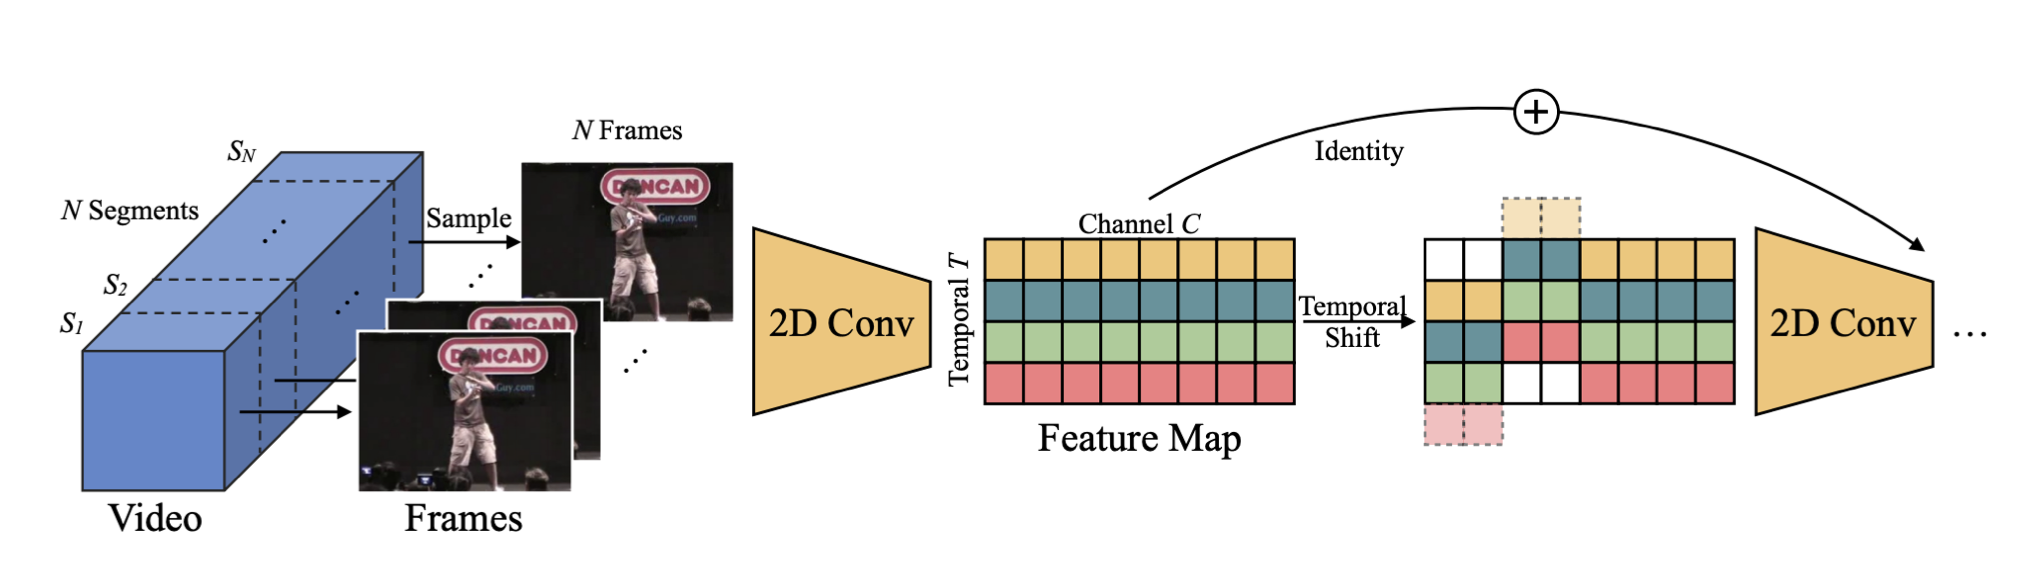 N Segments
S_N
S_2
S_1
Video
Sample
N Frames
DUNCAN
Guy.com
DUNCAN
DUNCAN
Guy.com
Frames
2D Conv
Temporal T
Channel C
Feature Map
Identity
+
Temporal
Shift
2D Conv
...